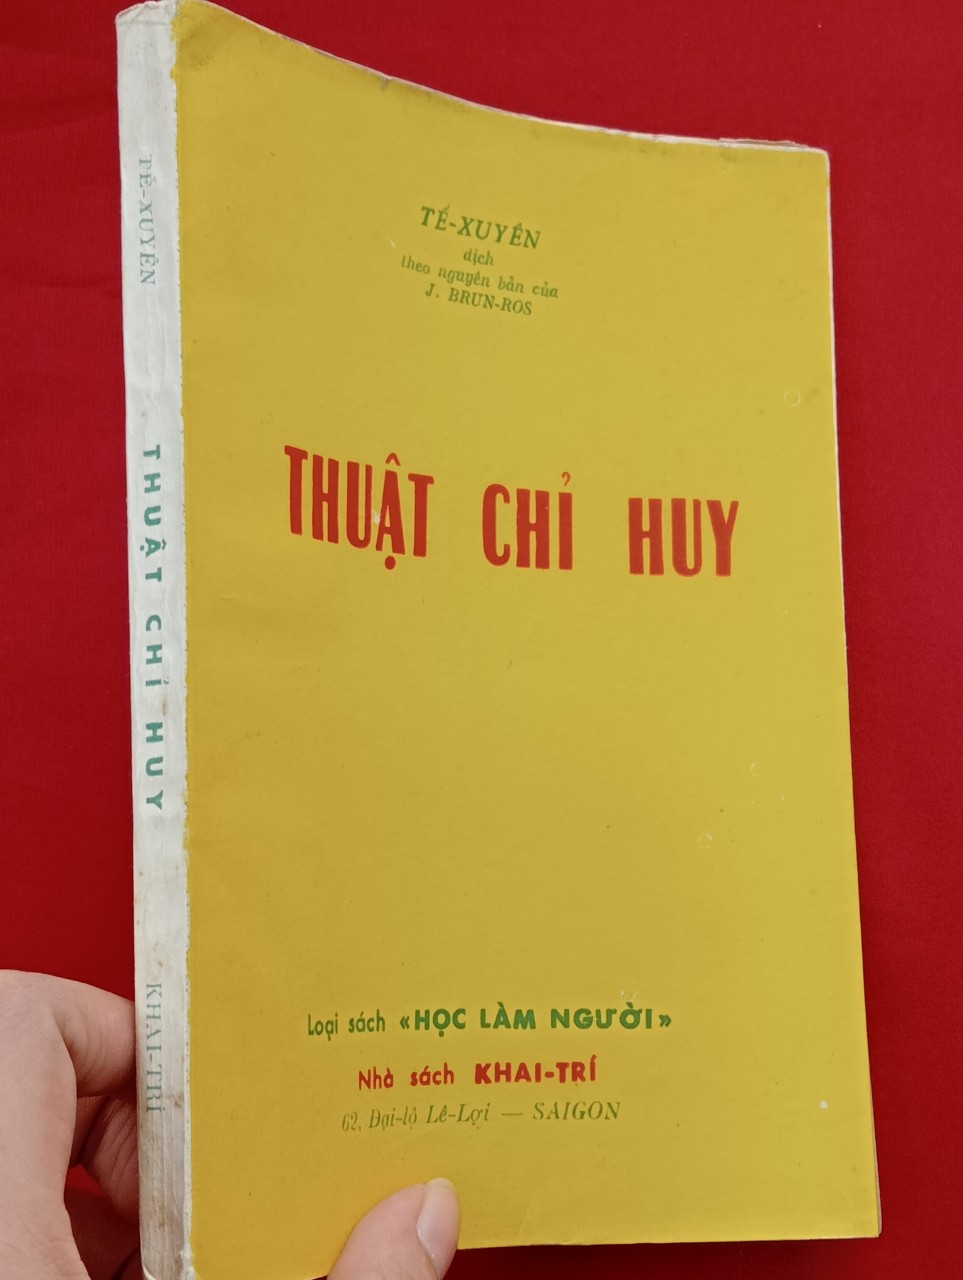 TẾ-XUYÊN
THUẬT CHỈ HUY
KHAI-TRÍ
TẾ-XUYÊN
dịch
theo nguyên bản của
J. BRUN-ROS
THUẬT CHỈ HUY
Loại sách «HỌC LÀM NGƯỜI»
Nhà sách KHAI-TRÍ
62, Đại-lộ Lê-Lợi — SAIGON